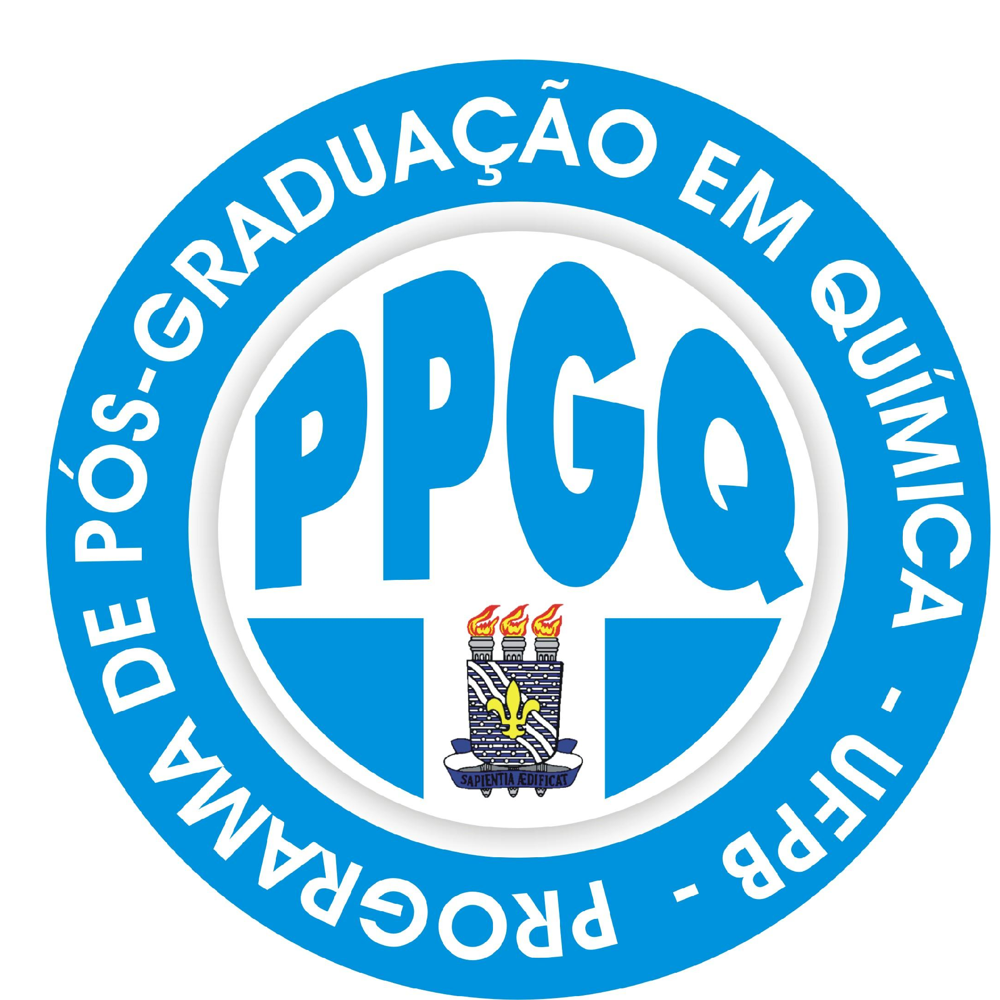 PROGRAMA DE PÓS-GRADUAÇÃO EM QUÍMICA - UFPB -
PPGQ
SAPIENTIA ÆDIFICAT